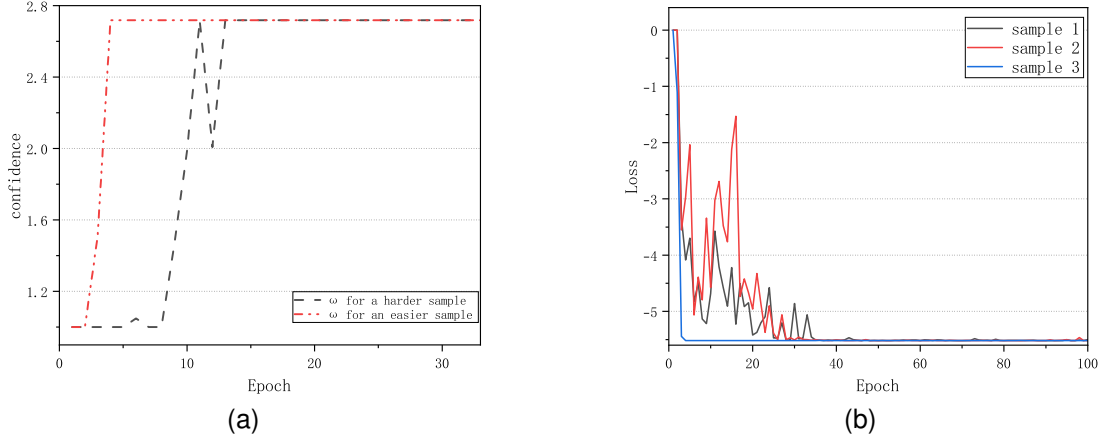 2.8
2.4
2.0
1.6
1.2
confidence
ω for a harder sample
ω for an easier sample
0
10
20
30
Epoch
(a)
0
-1
-2
-3
-4
-5
Loss
sample 1
sample 2
sample 3
0
20
40
60
80
100
Epoch
(b)